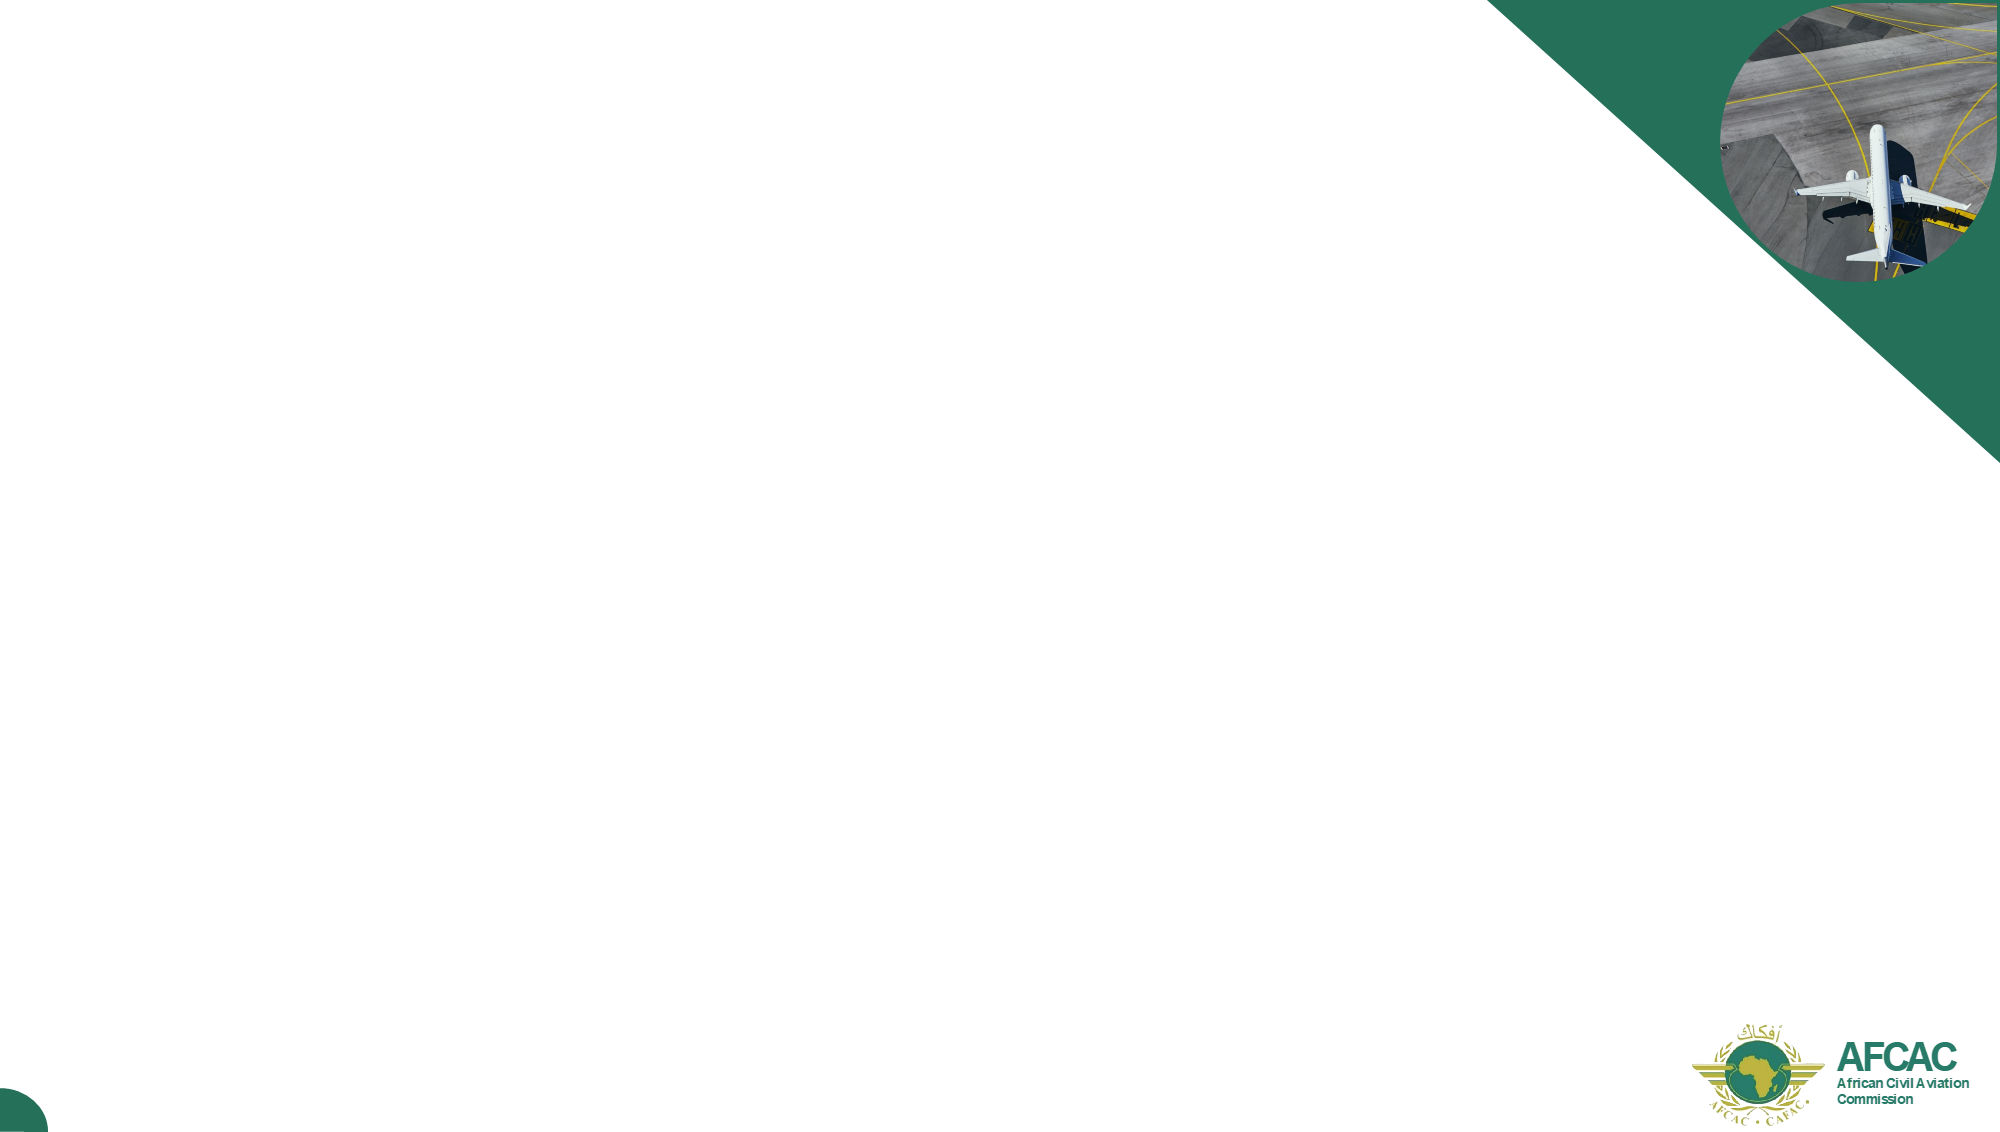 أفكاك
AFCAC • CAFAC •
AFCAC
African Civil Aviation
Commission